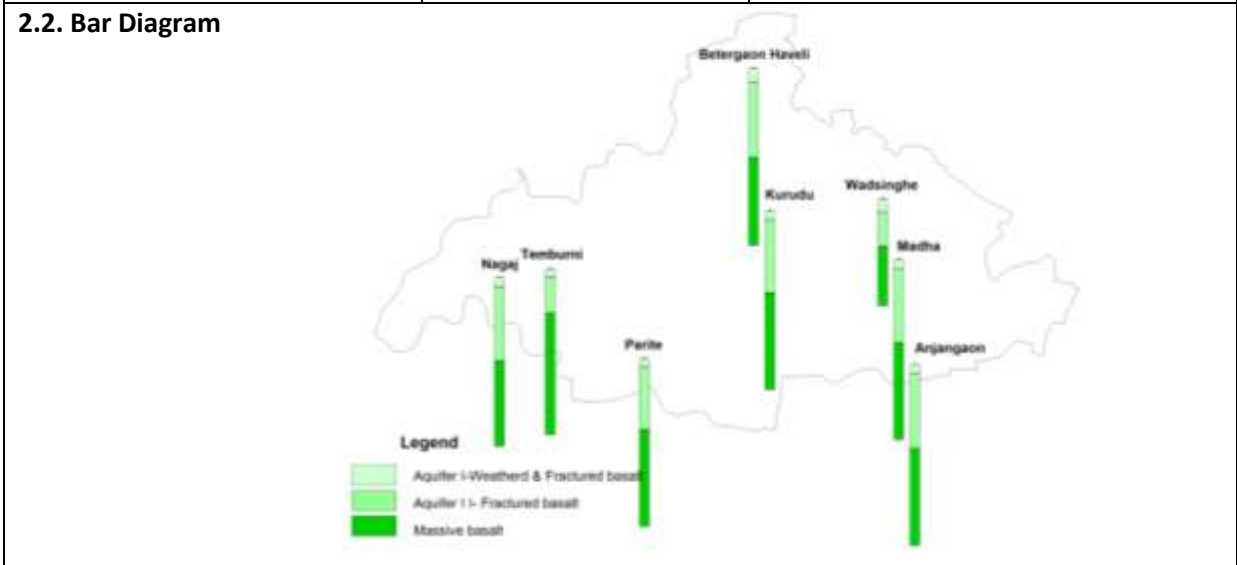 2.2. Bar Diagram
Betergaon Haveli
Wadsinghe
Kurudu
Madha
Temburni
Nagaj
Parite
Anjangaon
Legend
Aquifer I-Weatherd & Fractured basalt
Aquifer I I- Fractured basalt
Massive basalt